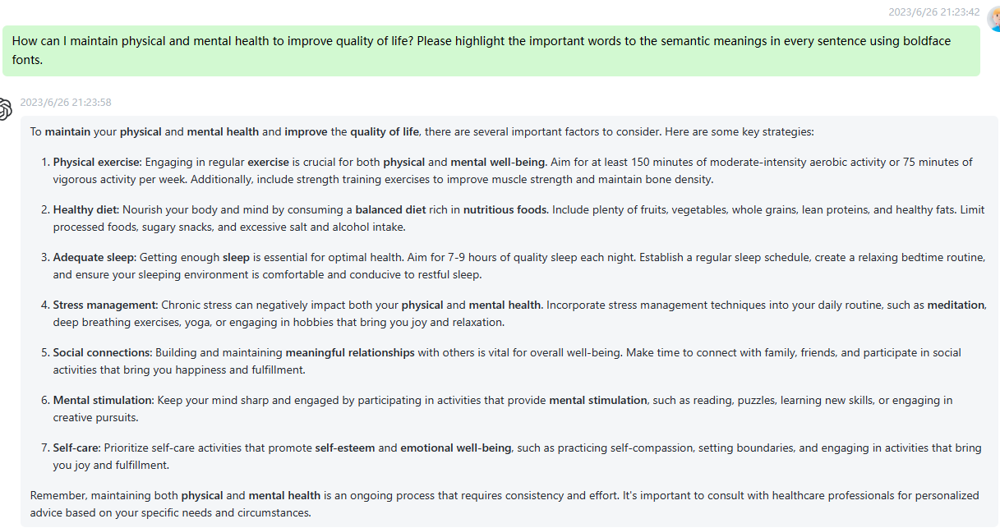 2023/6/26 21:23:42
How can I maintain physical and mental health to improve quality of life? Please highlight the important words to the semantic meanings in every sentence using boldface
fonts.
2023/6/26 21:23:58
To maintain your physical and mental health and improve the quality of life, there are several important factors to consider. Here are some key strategies:
1. Physical exercise: Engaging in regular exercise is crucial for both physical and mental well-being. Aim for at least 150 minutes of moderate-intensity aerobic activity or 75 minutes of
vigorous activity per week. Additionally, include strength training exercises to improve muscle strength and maintain bone density.
2. Healthy diet: Nourish your body and mind by consuming a balanced diet rich in nutritious foods. Include plenty of fruits, vegetables, whole grains, lean proteins, and healthy fats. Limit
processed foods, sugary snacks, and excessive salt and alcohol intake.
3. Adequate sleep: Getting enough sleep is essential for optimal health. Aim for 7-9 hours of quality sleep each night. Establish a regular sleep schedule, create a relaxing bedtime routine,
and ensure your sleeping environment is comfortable and conducive to restful sleep.
4. Stress management: Chronic stress can negatively impact both your physical and mental health. Incorporate stress management techniques into your daily routine, such as meditation,
deep breathing exercises, yoga, or engaging in hobbies that bring you joy and relaxation.
5. Social connections: Building and maintaining meaningful relationships with others is vital for overall well-being. Make time to connect with family, friends, and participate in social
activities that bring you happiness and fulfillment.
6. Mental stimulation: Keep your mind sharp and engaged by participating in activities that provide mental stimulation, such as reading, puzzles, learning new skills, or engaging in
creative pursuits.
7. Self-care: Prioritize self-care activities that promote self-esteem and emotional well-being, such as practicing self-compassion, setting boundaries, and engaging in activities that bring
you joy and fulfillment.
Remember, maintaining both physical and mental health is an ongoing process that requires consistency and effort. It's important to consult with healthcare professionals for personalized
advice based on your specific needs and circumstances.